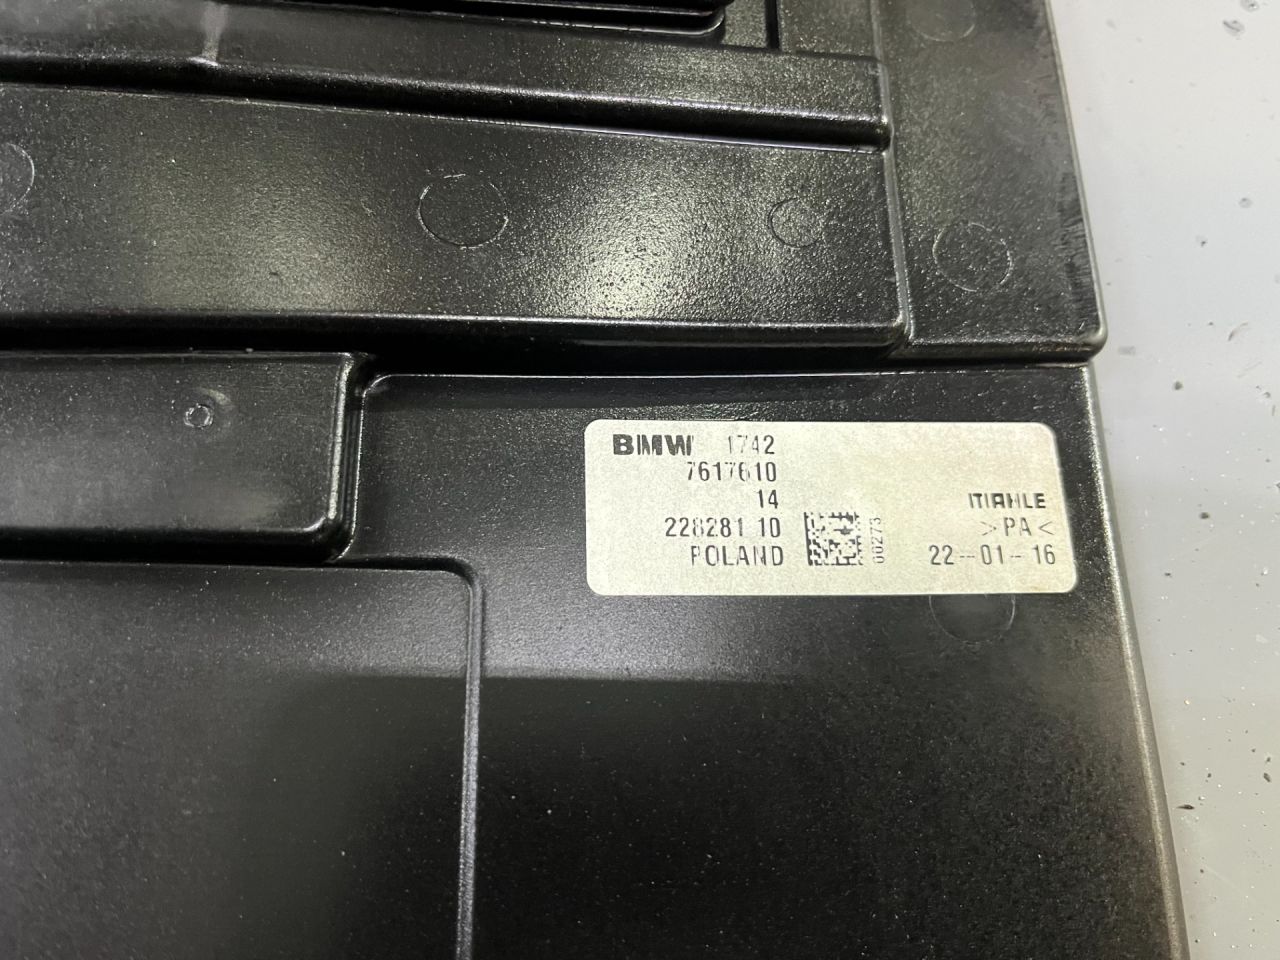 BMW 1742
7617610
14
228281 10
POLAND
00273
MAHLE
>PA<
22-01-16